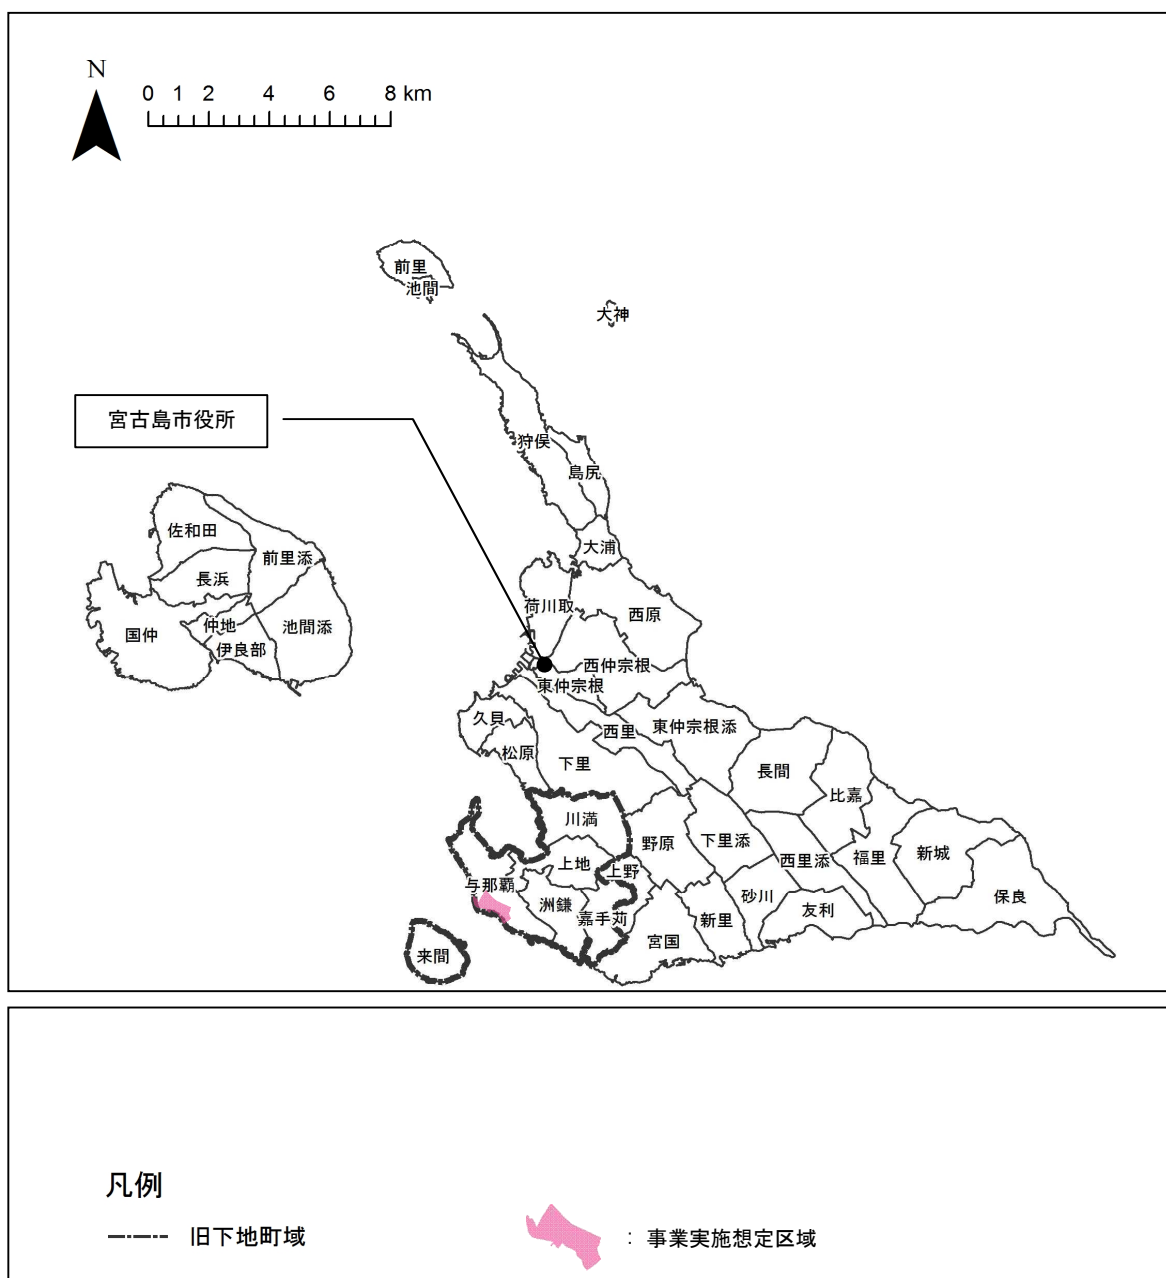 N
0 1 2 4 6 8 km
前里
池間
大神
宮古島市役所
狩俣
島尻
大浦
佐和田
前里添
長浜
国仲
仲地
伊良部
池間添
荷川取
西原
西仲宗根
東仲宗根
久貝
松原
西里
東仲宗根添
下里
長間
比嘉
川満
野原
下里添
西里添
福里
新城
保良
上地
上野
与那覇
洲鎌
嘉手苅
砂川
友利
新里
宮国
来間
凡例
旧下地町域
：事業実施想定区域